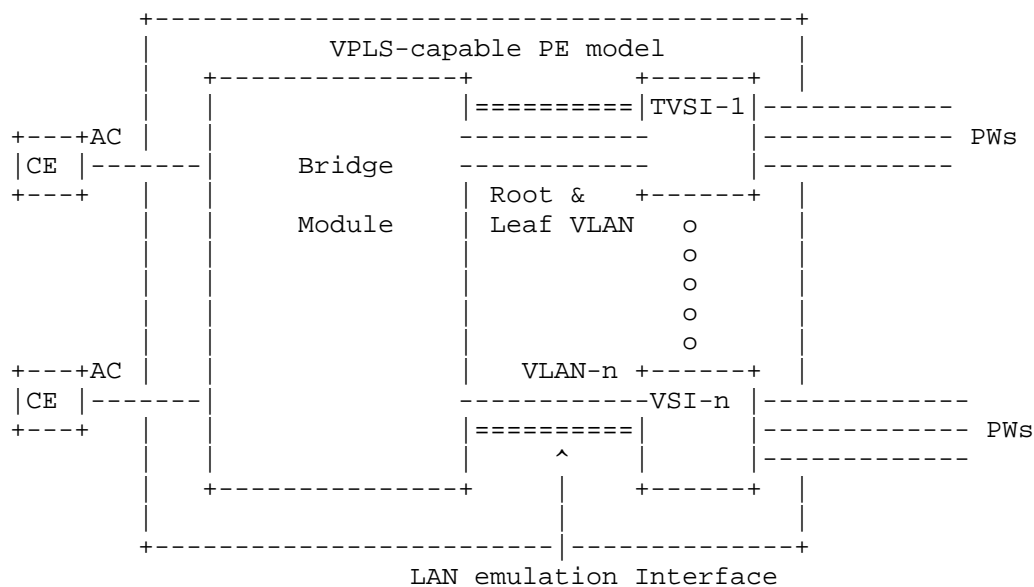 VPLS-capable PE model
TVSI-1
AC
PWs
CE
Bridge
Root &
Module
Leaf VLAN
o
o
o
o
o
AC
VLAN-n
CE
VSI-n
PWs
^
LAN emulation Interface